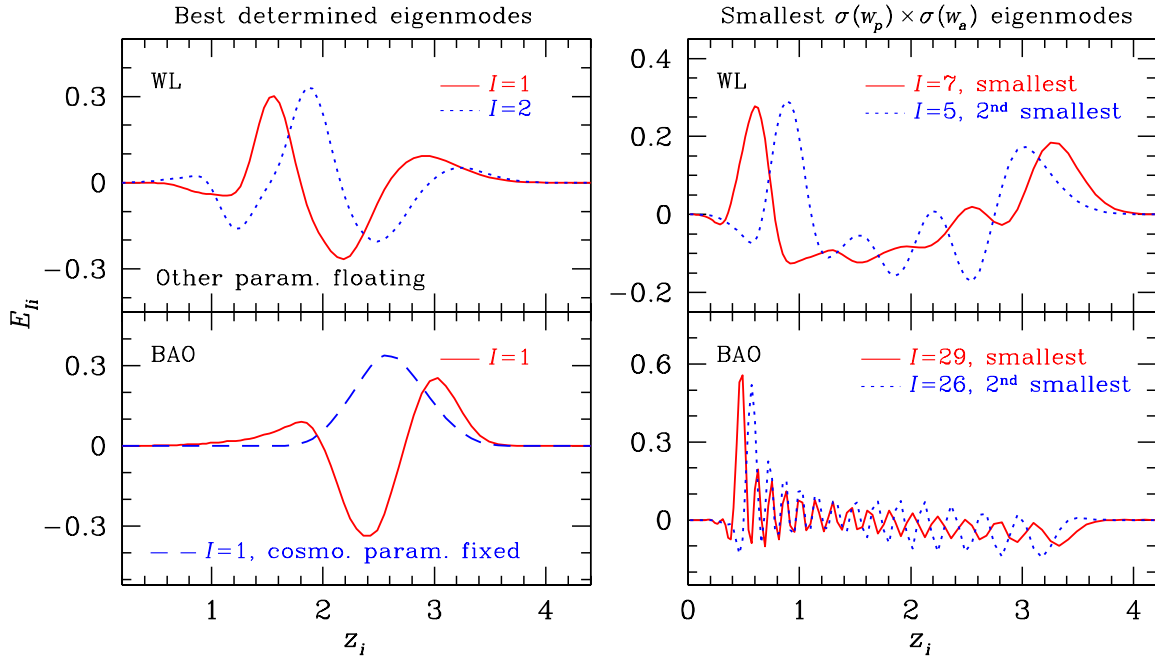 Best determined eigenmodes
Smallest σ(w_p)×σ(w_a) eigenmodes
WL
I=1
I=2
0.3
0
−0.3
Other param. floating
WL
I=7, smallest
I=5, 2nd smallest
0.4
0.2
0
−0.2
E_Ii
BAO
I=1
0.3
0
−0.3
I=1, cosmo. param. fixed
1 2 3 4
z_i
BAO
I=29, smallest
I=26, 2nd smallest
0.6
0.3
0
0 1 2 3 4
z_i